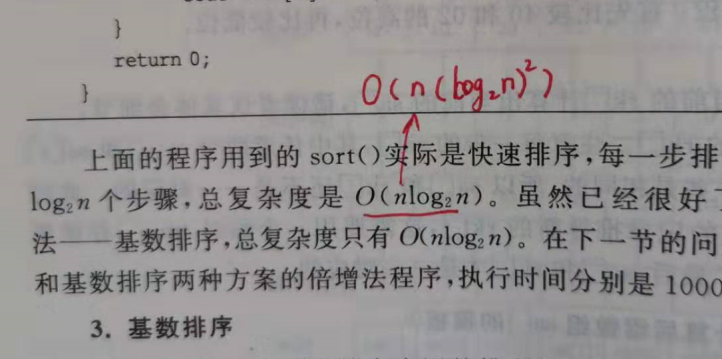 }
return 0;
}
O(n(log₂n)²)
上面的程序用到的 sort()实际是快速排序,每一步排
log₂n 个步骤,总复杂度是 O(nlog₂n)。虽然已经很好
法——基数排序,总复杂度只有 O(nlog₂n)。在下一节的问
和基数排序两种方案的倍增法程序,执行时间分别是 1000
3. 基数排序